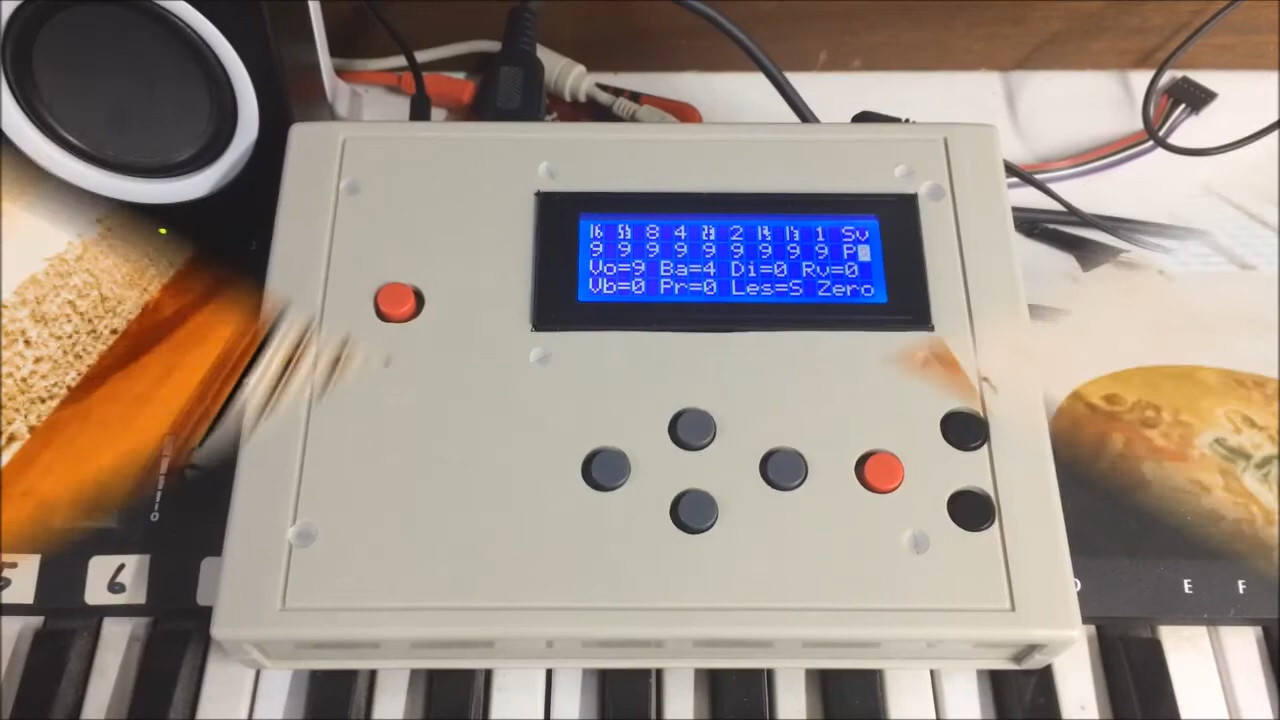 16 5⅓ 8 4 2⅔ 2 1⅗ 1⅓ 1 Sv
9 9 9 9 9 9 9 9 9 P
Vo=9 Ba=4 Di=0 Rv=0
Vb=0 Pr=0 Les=S Zero
6
E F